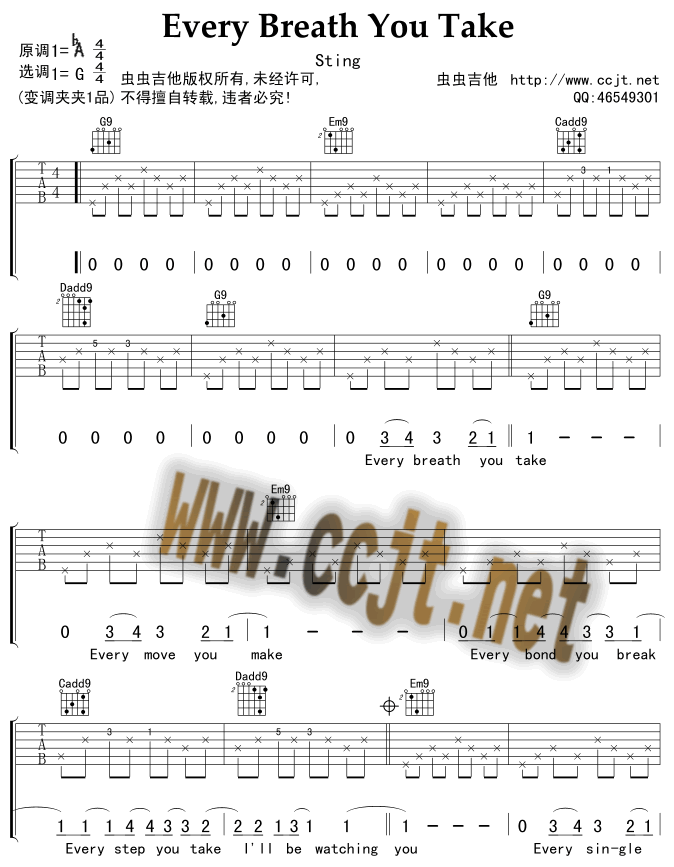 Every Breath You Take
原调1=bA 4/4
Sting
选调1=G 4/4 虫虫吉他版权所有,未经许可, 虫虫吉他 http://www.ccjt.net
(变调夹夹1品) 不得擅自转载,违者必究! QQ:46549301
G9 Em9 Cadd9
2
T A B 4 4 3 1
0 0 0 0 0 0 0 0 0 0 0 0 0 0 0 0 0 0 0 0
Dadd9 G9 G9
2
T A B 5 3
0 0 0 0 0 0 0 0 0 3 4 3 2 1 1 - - -
Every breath you take
www.ccjt.net
Em9
2
T A B
0 3 4 3 2 1 1 - - - 0 1 1 4 4 3 3 1
Every move you make Every bond you break
Cadd9 Dadd9 Em9
2 2
T A B 3 1 5 3
1 1 1 4 4 3 3 2 2 2 1 3 1 1 1 1 - - - 0 3 4 3 2 1
Every step you take I'll be watching you Every sin-gle